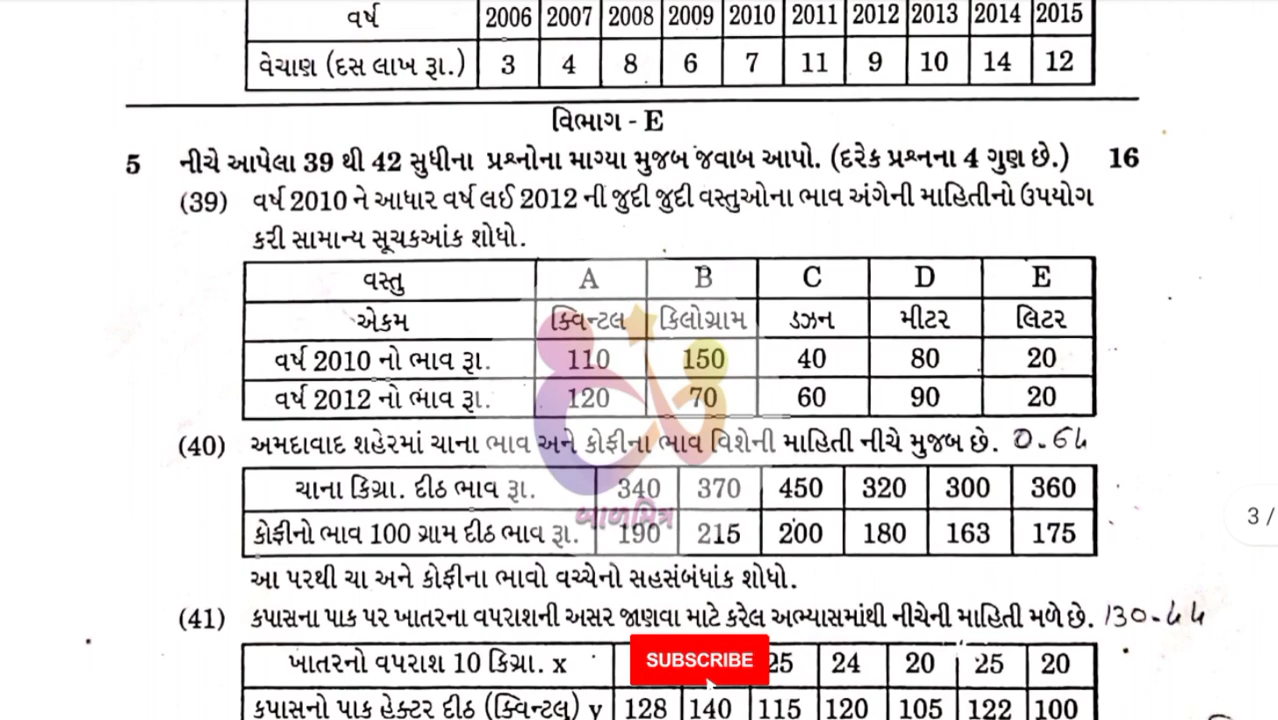 વર્ષ 2006 2007 2008 2009 2010 2011 2012 2013 2014 2015
વેચાણ (દસ લાખ રૂા.) 3 4 8 6 7 11 9 10 14 12
વિભાગ - E
5 નીચે આપેલા 39 થી 42 સુધીના પ્રશ્નોના માગ્યા મુજબ જવાબ આપો. (દરેક પ્રશ્નના 4 ગુણ છે.) 16
(39) વર્ષ 2010 ને આધાર વર્ષ લઈ 2012 ની જુદી જુદી વસ્તુઓના ભાવ અંગેની માહિતીનો ઉપયોગ
કરી સામાન્ય સૂચકઆંક શોધો.
વસ્તુ A B C D E
એકમ ક્વિન્ટલ કિલોગ્રામ ડઝન મીટર લિટર
વર્ષ 2010 નો ભાવ રૂા. 110 150 40 80 20
વર્ષ 2012 નો ભાવ રૂા. 120 70 60 90 20
(40) અમદાવાદ શહેરમાં ચાના ભાવ અને કોફીના ભાવ વિશેની માહિતી નીચે મુજબ છે.
ચાના કિગ્રા. દીઠ ભાવ રૂા. 340 370 450 320 300 360
કોફીનો ભાવ 100 ગ્રામ દીઠ ભાવ રૂા. 190 215 200 180 163 175
બાળમિત્ર
3 /
આ પરથી ચા અને કોફીના ભાવો વચ્ચેનો સહસંબંધાંક શોધો.
(41) કપાસના પાક પર ખાતરના વપરાશની અસર જાણવા માટે કરેલ અભ્યાસમાંથી નીચેની માહિતી મળે છે.
ખાતરનો વપરાશ 10 કિગ્રા. x 25 24 20 25 20
SUBSCRIBE
કપાસનો પાક હેક્ટર દીઠ (ક્વિન્ટલ) y 128 140 115 120 105 122 100